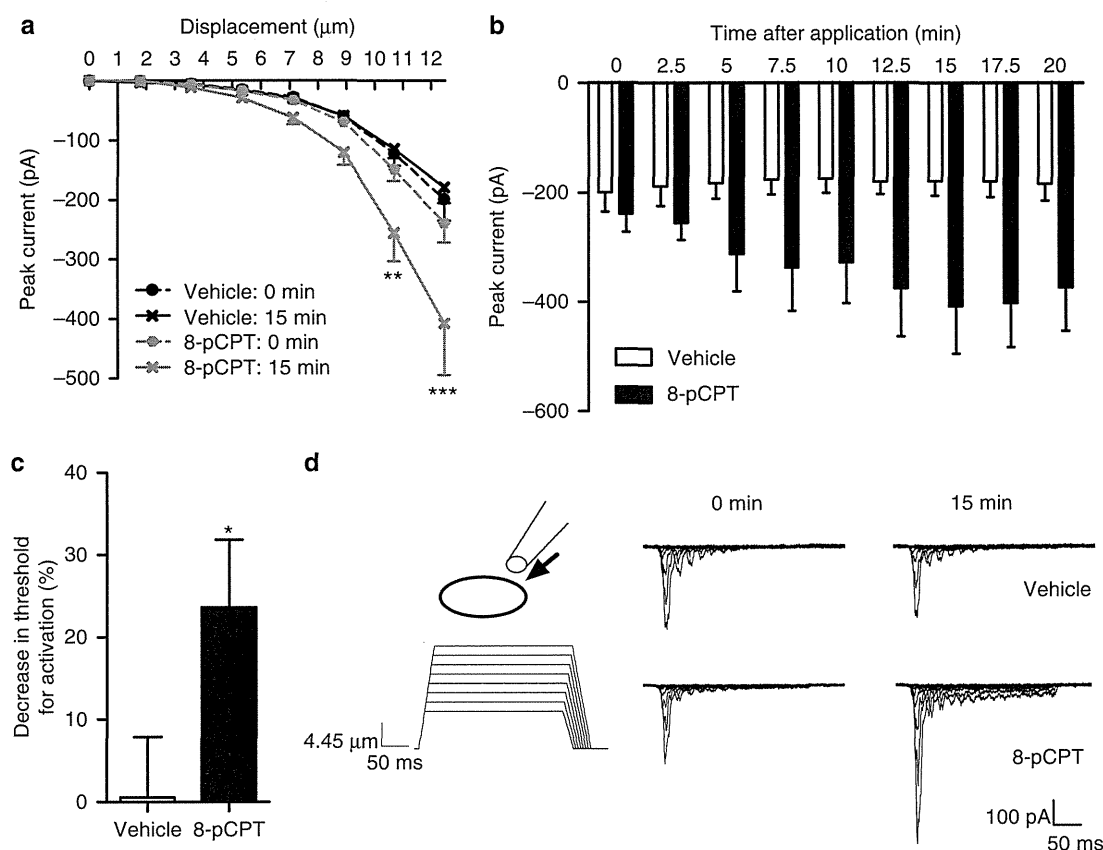 a
Displacement (μm)
0 1 2 3 4 5 6 7 8 9 10 11 12
−100
−200
−300
−400
−500
Peak current (pA)
**
***
Vehicle: 0 min
Vehicle: 15 min
8-pCPT: 0 min
8-pCPT: 15 min
b
Time after application (min)
0 2.5 5 7.5 10 12.5 15 17.5 20
0
−200
−400
−600
Peak current (pA)
Vehicle
8-pCPT
c
40
30
20
10
0
Decrease in threshold
for activation (%)
*
Vehicle 8-pCPT
d
4.45 μm
50 ms
0 min
15 min
Vehicle
8-pCPT
100 pA
50 ms